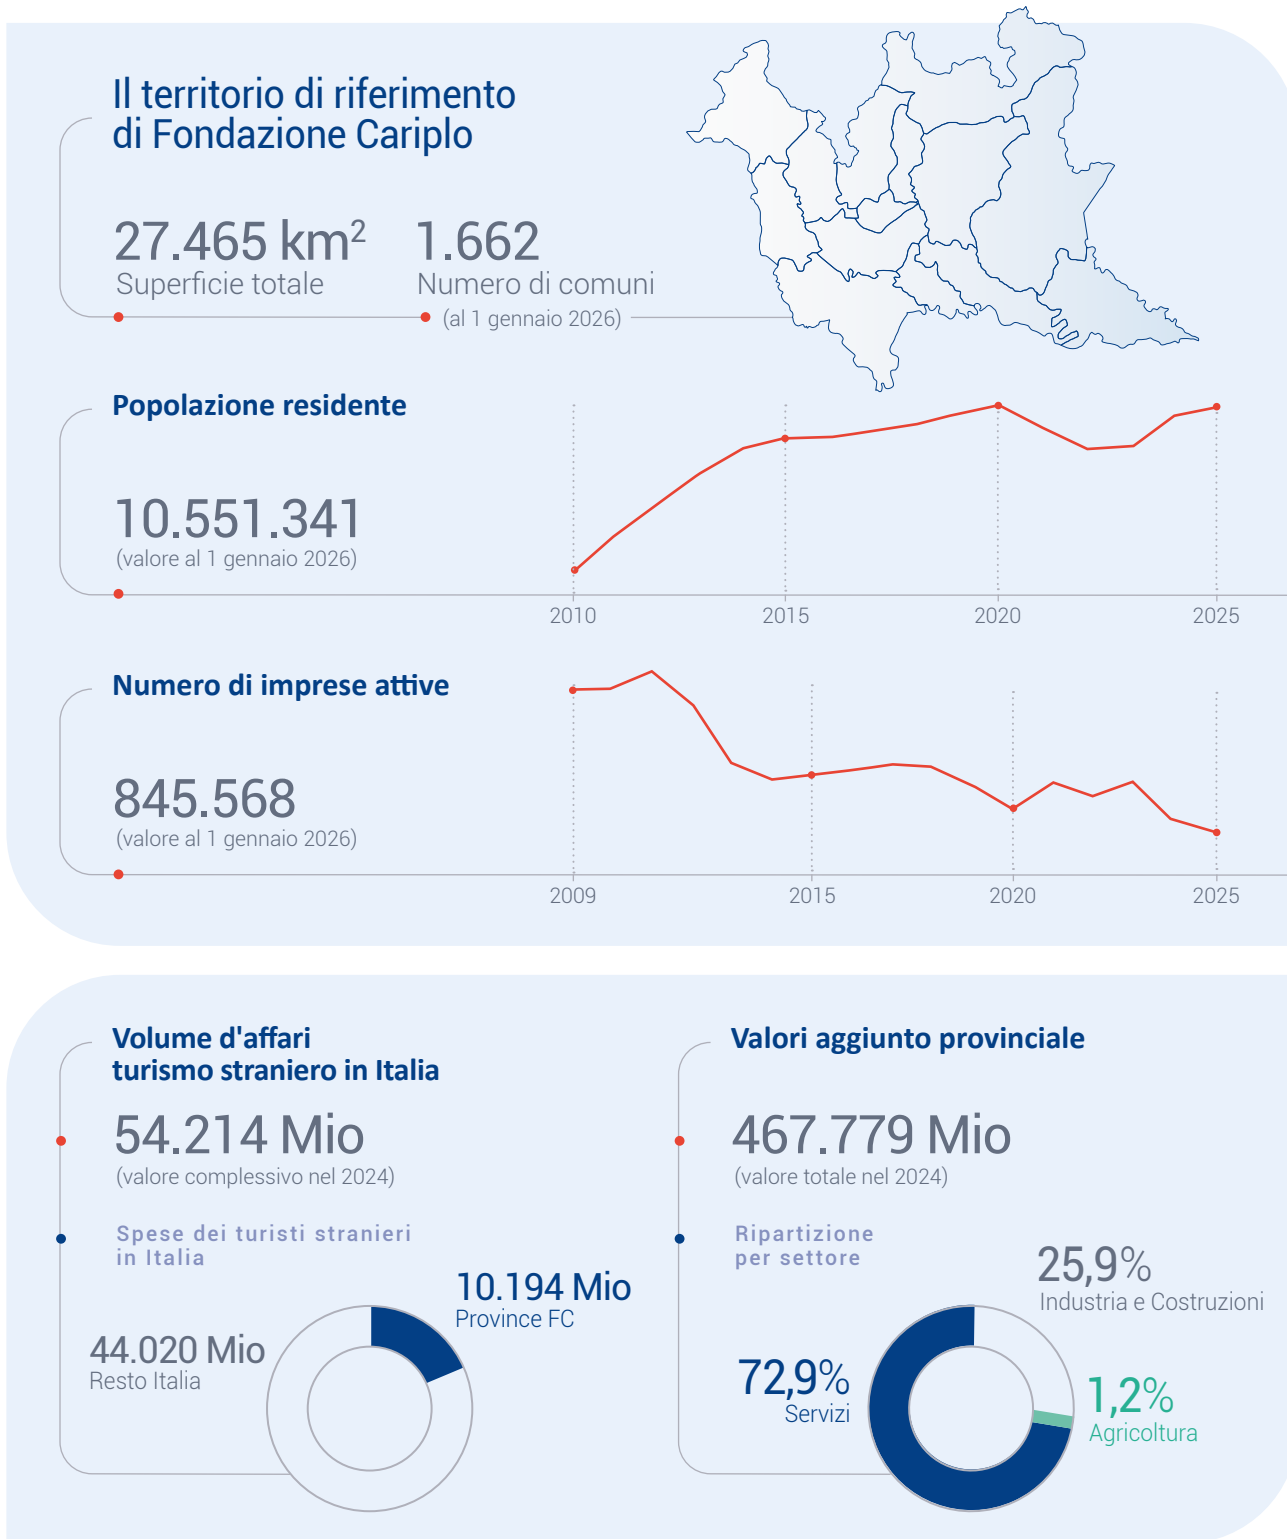 Il territorio di riferimento
di Fondazione Cariplo
27.465 km²
Superficie totale
1.662
Numero di comuni
(al 1 gennaio 2026)
Popolazione residente
10.551.341
(valore al 1 gennaio 2026)
2010
2015
2020
2025
Numero di imprese attive
845.568
(valore al 1 gennaio 2026)
2009
2015
2020
2025
Volume d'affari
turismo straniero in Italia
54.214 Mio
(valore complessivo nel 2024)
Spese dei turisti stranieri
in Italia
10.194 Mio
Province FC
44.020 Mio
Resto Italia
Valori aggiunto provinciale
467.779 Mio
(valore totale nel 2024)
Ripartizione
per settore
25,9%
Industria e Costruzioni
72,9%
Servizi
1,2%
Agricoltura